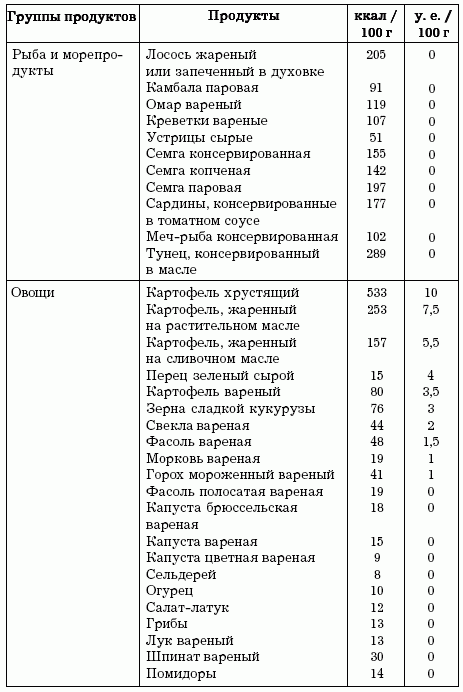 Группы продуктов Продукты ккал / 100 г у. е. / 100 г
Рыба и морепро- Лосось жареный 205 0
дукты или запеченный в духовке
Камбала паровая 91 0
Омар вареный 119 0
Креветки вареные 107 0
Устрицы сырые 51 0
Семга консервированная 155 0
Семга копченая 142 0
Семга паровая 197 0
Сардины, консервированные 177 0
в томатном соусе
Меч-рыба консервированная 102 0
Тунец, консервированный 289 0
в масле
Овощи Картофель хрустящий 533 10
Картофель, жаренный 253 7,5
на растительном масле
Картофель, жаренный 157 5,5
на сливочном масле
Перец зеленый сырой 15 4
Картофель вареный 80 3,5
Зерна сладкой кукурузы 76 3
Свекла вареная 44 2
Фасоль вареная 48 1,5
Морковь вареная 19 1
Горох мороженный вареный 41 1
Фасоль полосатая вареная 19 0
Капуста брюссельская 18 0
вареная
Капуста вареная 15 0
Капуста цветная вареная 9 0
Сельдерей 8 0
Огурец 10 0
Салат-латук 12 0
Грибы 13 0
Лук вареный 13 0
Шпинат вареный 30 0
Помидоры 14 0